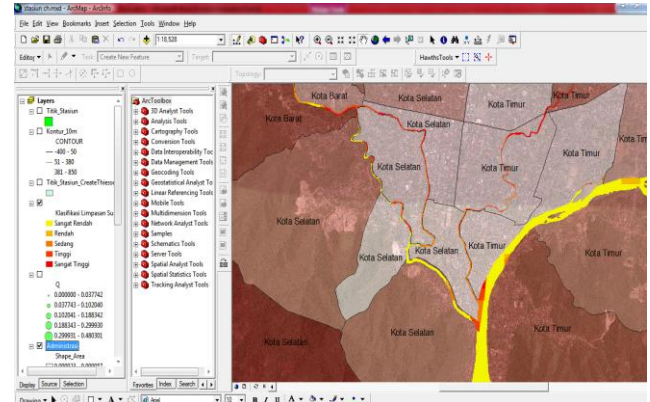 stasiun ch.mxd - ArcMap - ArcInfo
File Edit View Bookmarks Insert Selection Tools Window Help
1:18,528
Editor Task: Create New Feature Target: HawthsTools
Topology:
Layers
Titik_Stasiun
Kontur_10m
CONTOUR
-400 - 50
51 - 380
381 - 850
Titik_Stasiun_CreateThiess
Klasifikasi Limpasan Su
Sangat Rendah
Rendah
Sedang
Tinggi
Sangat Tinggi
Q
0.000000 - 0.037742
0.037743 - 0.102040
0.102041 - 0.188342
0.188343 - 0.299930
0.299931 - 0.480301
Administrasi
Shape_Area
Display Source Selection
ArcToolbox
3D Analyst Tools
Analysis Tools
Cartography Tools
Conversion Tools
Data Interoperability Too
Data Management Tools
Geocoding Tools
Geostatistical Analyst To
Linear Referencing Tools
Mobile Tools
Multidimension Tools
Network Analyst Tools
Samples
Schematics Tools
Server Tools
Spatial Analyst Tools
Spatial Statistics Tools
Tracking Analyst Tools
Favorites Index Search
Kota Barat
Kota Selatan
Kota Timur
Kota Timur
Kota Barat
Kota Selatan
Kota Timur
Kota Tim
Kota Selatan
Kota Timur
Kota Selatan
Kota Selatan
Kota Selatan
Kota Timur
Kota Timur
Kota Selatan
Kota Selatan
Kota Timur
Drawing Arial 10 B I U A